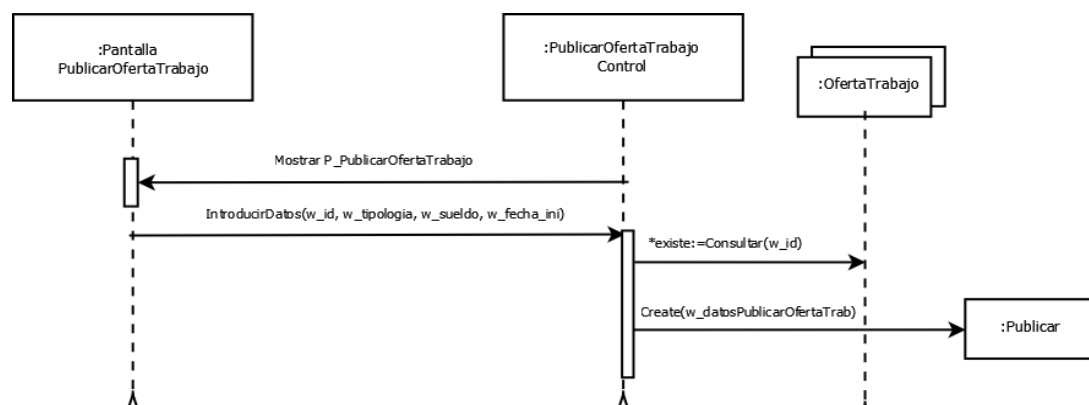 :Pantalla
PublicarOfertaTrabajo
:PublicarOfertaTrabajo
Control
:OfertaTrabajo
Mostrar P_PublicarOfertaTrabajo
IntroducirDatos(w_id, w_tipologia, w_sueldo, w_fecha_ini)
*existe:=Consultar(w_id)
Create(w_datosPublicarOfertaTrab)
:Publicar